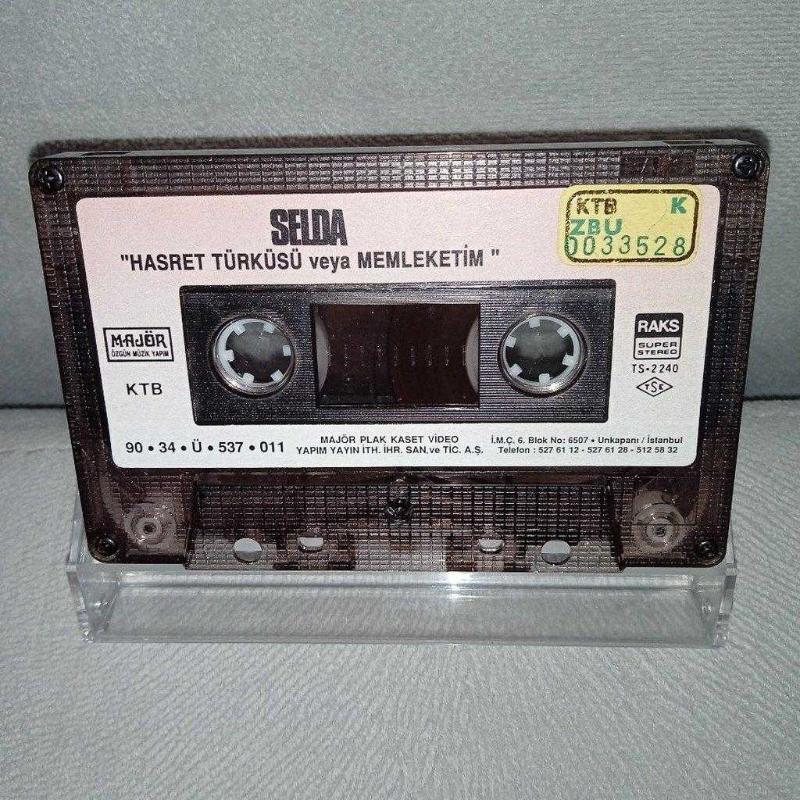 SELDA
"HASRET TÜRKÜSÜ veya MEMLEKETİM "
KTB K
ZBU
0033528
MAJÖR
ÖZGÜN MÜZİK YAPIM
KTB
RAKS
SUPER
STEREO
TS-2240
TSE
90 • 34 • Ü • 537 • 011
MAJÖR PLAK KASET VİDEO
YAPIM YAYIN İTH. İHR. SAN.ve TİC. A.Ş.
İ.M.Ç. 6. Blok No: 6507 • Unkapanı / İstanbul
Telefon : 527 61 12 - 527 61 28 - 512 58 32